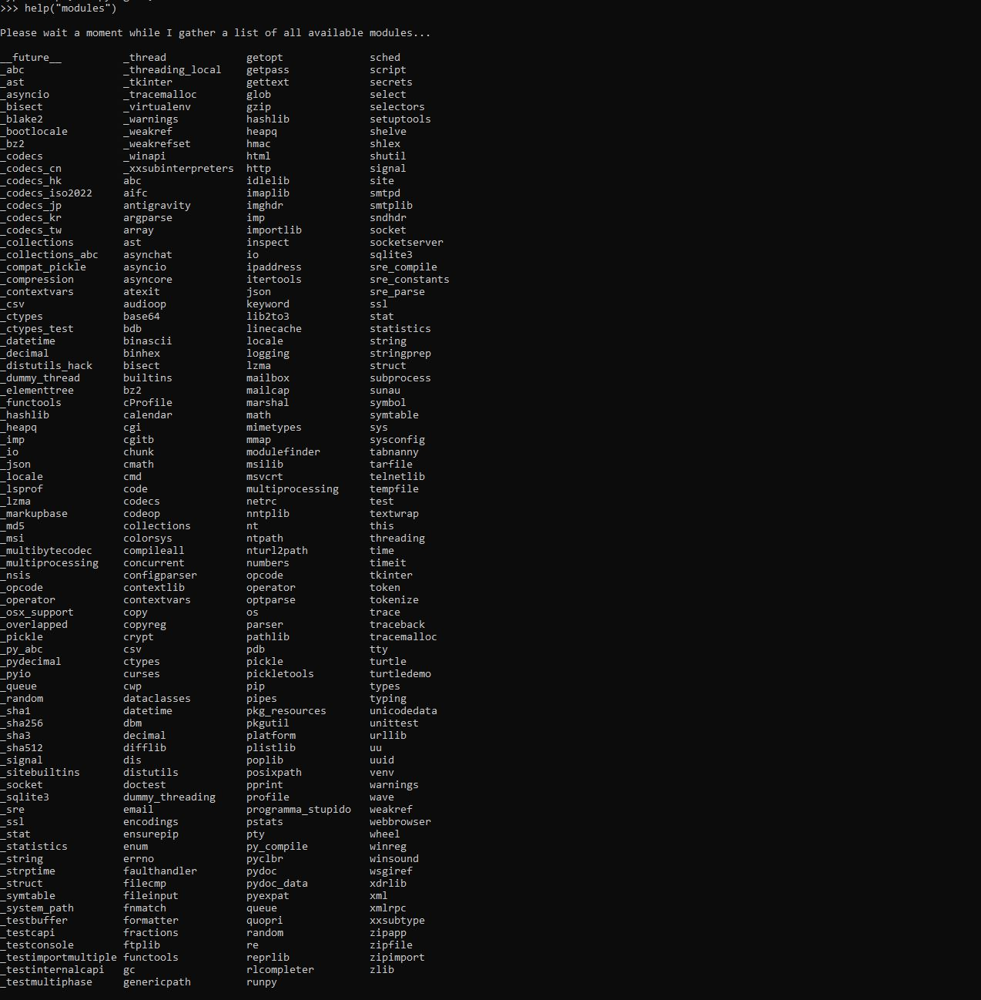 >>> help("modules")
Please wait a moment while I gather a list of all available modules...
__future__ _thread getopt sched
_abc _threading_local getpass script
_ast _tkinter gettext secrets
_asyncio _tracemalloc glob select
_bisect _virtualenv gzip selectors
_blake2 _warnings hashlib setuptools
_bootlocale _weakref heapq shelve
_bz2 _weakrefset hmac shlex
_codecs _winapi html shutil
_codecs_cn _xxsubinterpreters http signal
_codecs_hk abc idlelib site
_codecs_iso2022 aifc imaplib smtpd
_codecs_jp antigravity imghdr smtplib
_codecs_kr argparse imp sndhdr
_codecs_tw array importlib socket
_collections ast inspect socketserver
_collections_abc asynchat io sqlite3
_compat_pickle asyncio ipaddress sre_compile
_compression asyncore itertools sre_constants
_contextvars atexit json sre_parse
_csv audioop keyword ssl
_ctypes base64 lib2to3 stat
_ctypes_test bdb linecache statistics
_datetime binascii locale string
_decimal binhex logging stringprep
_distutils_hack bisect lzma struct
_dummy_thread builtins mailbox subprocess
_elementtree bz2 mailcap sunau
_functools cProfile marshal symbol
_hashlib calendar math symtable
_heapq cgi mimetypes sys
_imp cgitb mmap sysconfig
_io chunk modulefinder tabnanny
_json cmath msilib tarfile
_locale cmd msvcrt telnetlib
_lsprof code multiprocessing tempfile
_lzma codecs netrc test
_markupbase codeop nntplib textwrap
_md5 collections nt this
_msi colorsys ntpath threading
_multibytecodec compileall nturl2path time
_multiprocessing concurrent numbers timeit
_nsis configparser opcode tkinter
_opcode contextlib operator token
_operator contextvars optparse tokenize
_osx_support copy os trace
_overlapped copyreg parser traceback
_pickle crypt pathlib tracemalloc
_py_abc csv pdb tty
_pydecimal ctypes pickle turtle
_pyio curses pickletools turtledemo
_queue cwp pip types
_random dataclasses pipes typing
_sha1 datetime pkg_resources unicodedata
_sha256 dbm pkgutil unittest
_sha3 decimal platform urllib
_sha512 difflib plistlib uu
_signal dis poplib uuid
_sitebuiltins distutils posixpath venv
_socket doctest pprint warnings
_sqlite3 dummy_threading profile wave
_sre email programma_stupido weakref
_ssl encodings pstats webbrowser
_stat ensurepip pty wheel
_statistics enum py_compile winreg
_string errno pyclbr winsound
_strptime faulthandler pydoc wsgiref
_struct filecmp pydoc_data xdrlib
_symtable fileinput pyexpat xml
_system_path fnmatch queue xmlrpc
_testbuffer formatter quopri xxsubtype
_testcapi fractions random zipapp
_testconsole ftplib re zipfile
_testimportmultiple functools reprlib zipimport
_testinternalcapi gc rlcompleter zlib
_testmultiphase genericpath runpy